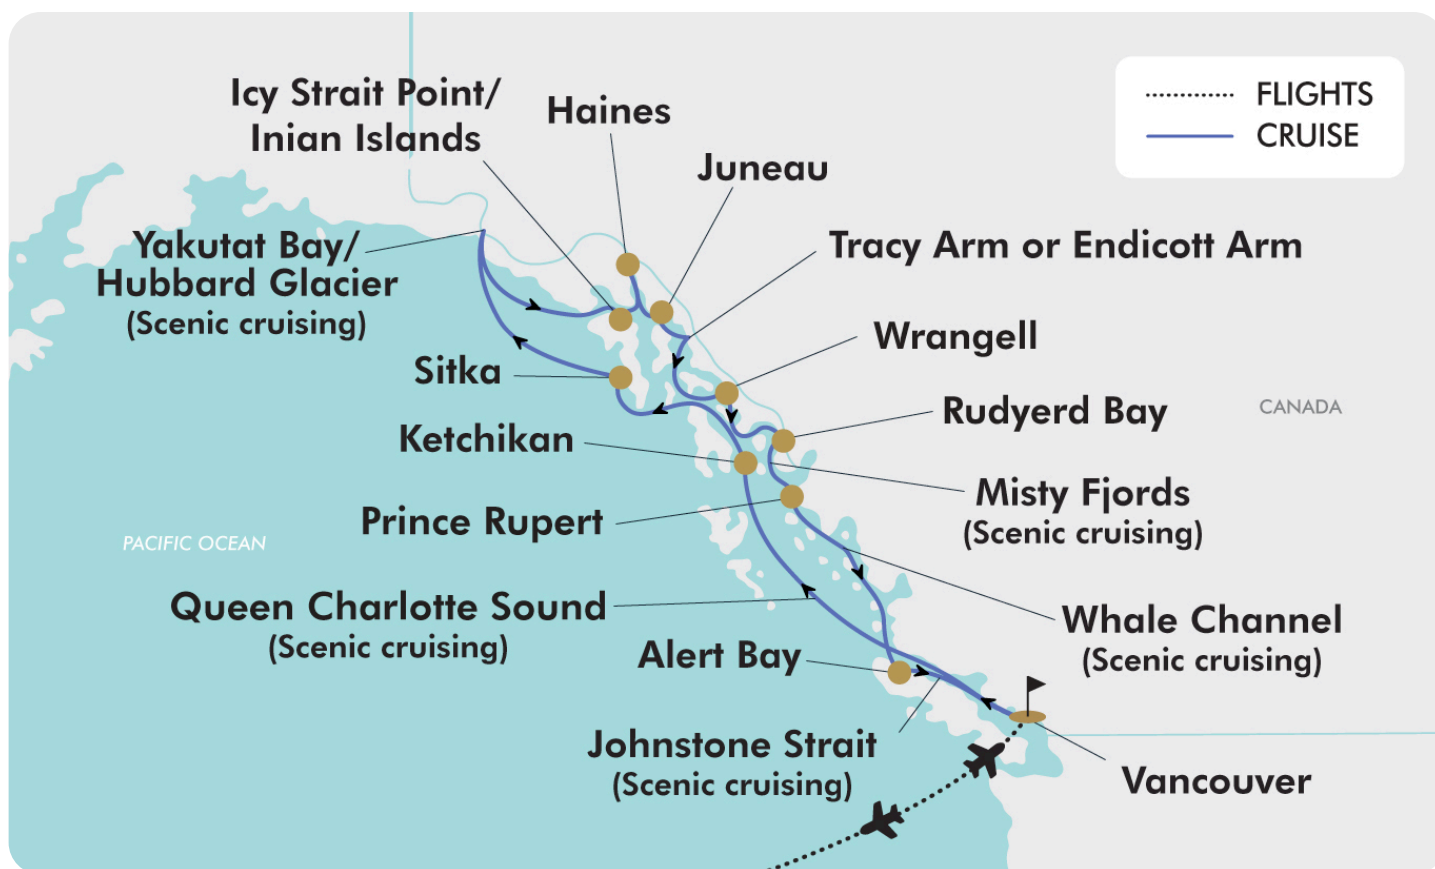 Icy Strait Point/
Inian Islands
Haines
Juneau
FLIGHTS
CRUISE
Yakutat Bay/
Hubbard Glacier
(Scenic cruising)
Tracy Arm or Endicott Arm
Wrangell
Sitka
Rudyerd Bay
CANADA
Ketchikan
Misty Fjords
(Scenic cruising)
Prince Rupert
PACIFIC OCEAN
Queen Charlotte Sound
(Scenic cruising)
Whale Channel
(Scenic cruising)
Alert Bay
Johnstone Strait
(Scenic cruising)
Vancouver